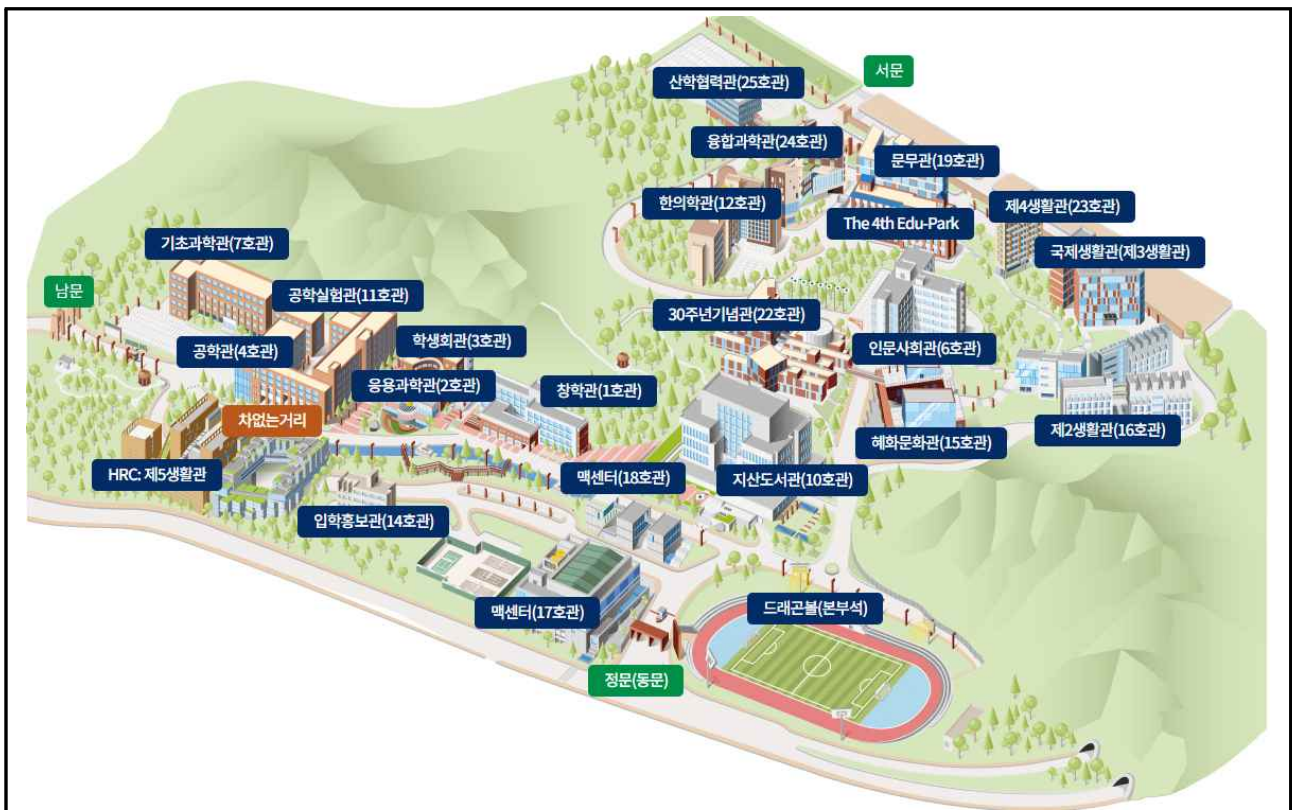 서문
산학협력관(25호관)
융합과학관(24호관)
문무관(19호관)
한의학관(12호관)
The 4th Edu-Park
제4생활관(23호관)
국제생활관(제3생활관)
기초과학관(7호관)
남문
공학실험관(11호관)
30주년기념관(22호관)
공학관(4호관)
학생회관(3호관)
인문사회관(6호관)
응용과학관(2호관)
창학관(1호관)
차없는거리
제2생활관(16호관)
혜화문화관(15호관)
HRC: 제5생활관
맥센터(18호관)
지산도서관(10호관)
입학홍보관(14호관)
맥센터(17호관)
드래곤볼(본부석)
정문(동문)